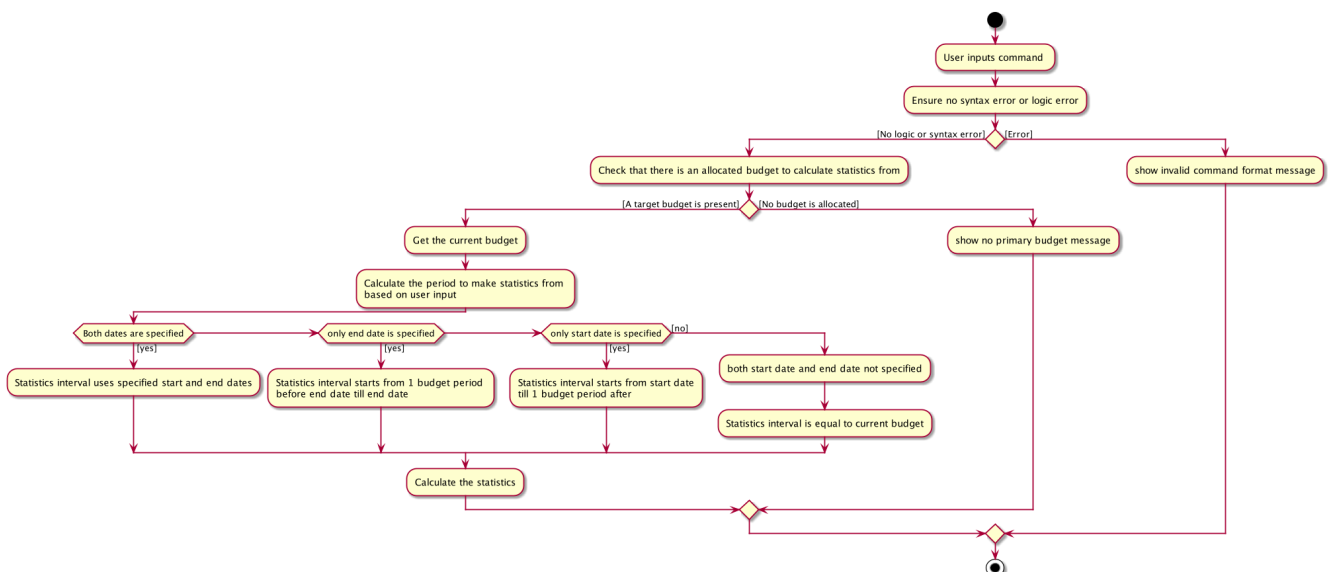 User inputs command
Ensure no syntax error or logic error
[No logic or syntax error]
[Error]
Check that there is an allocated budget to calculate statistics from
show invalid command format message
[A target budget is present]
[No budget is allocated]
Get the current budget
show no primary budget message
Calculate the period to make statistics from
based on user input
Both dates are specified
only end date is specified
only start date is specified
[no]
[yes]
[yes]
[yes]
both start date and end date not specified
Statistics interval uses specified start and end dates
Statistics interval starts from 1 budget period
before end date till end date
Statistics interval starts from start date
till 1 budget period after
Statistics interval is equal to current budget
Calculate the statistics